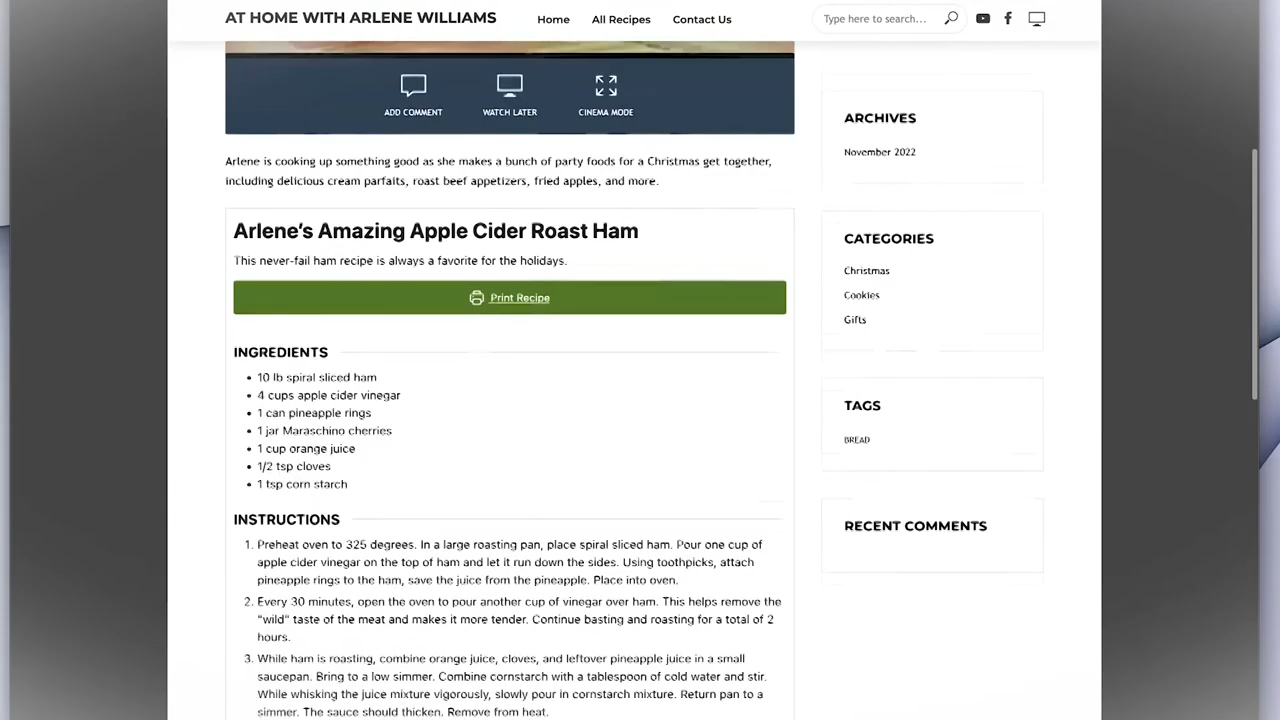 AT HOME WITH ARLENE WILLIAMS
Home
All Recipes
Contact Us
Type here to search...
ADD COMMENT
WATCH LATER
CINEMA MODE
Arlene is cooking up something good as she makes a bunch of party foods for a Christmas get together,
including delicious cream parfaits, roast beef appetizers, fried apples, and more.
Arlene's Amazing Apple Cider Roast Ham
This never-fail ham recipe is always a favorite for the holidays.
Print Recipe
INGREDIENTS
• 10 lb spiral sliced ham
• 4 cups apple cider vinegar
• 1 can pineapple rings
• 1 jar Maraschino cherries
• 1 cup orange juice
• 1/2 tsp cloves
• 1 tsp corn starch
INSTRUCTIONS
1. Preheat oven to 325 degrees. In a large roasting pan, place spiral sliced ham. Pour one cup of
apple cider vinegar on the top of ham and let it run down the sides. Using toothpicks, attach
pineapple rings to the ham, save the juice from the pineapple. Place into oven.
2. Every 30 minutes, open the oven to pour another cup of vinegar over ham. This helps remove the
"wild" taste of the meat and makes it more tender. Continue basting and roasting for a total of 2
hours.
3. While ham is roasting, combine orange juice, cloves, and leftover pineapple juice in a small
saucepan. Bring to a low simmer. Combine cornstarch with a tablespoon of cold water and stir.
While whisking the juice mixture vigorously, slowly pour in cornstarch mixture. Return pan to a
simmer. The sauce should thicken. Remove from heat.
ARCHIVES
November 2022
CATEGORIES
Christmas
Cookies
Gifts
TAGS
BREAD
RECENT COMMENTS